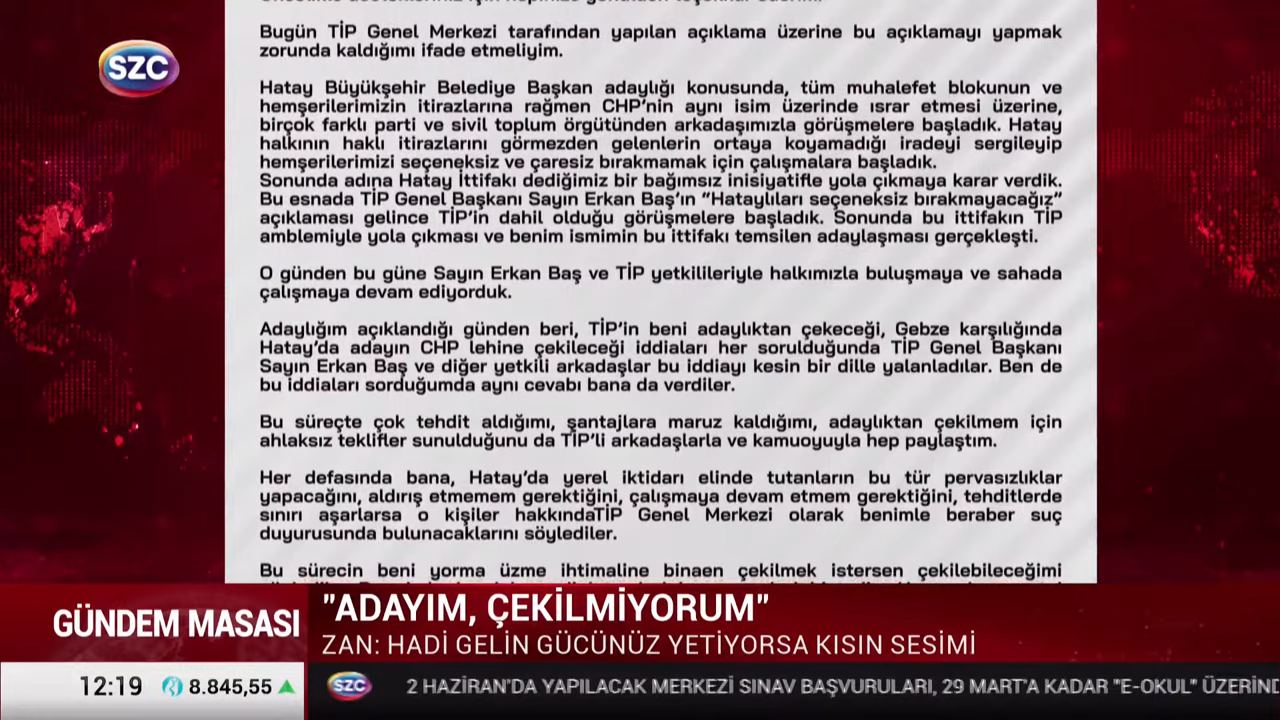 Bugün TİP Genel Merkezi tarafından yapılan açıklama üzerine bu açıklamayı yapmak
zorunda kaldığımı ifade etmeliyim.
Hatay Büyükşehir Belediye Başkan adaylığı konusunda, tüm muhalefet blokunun ve
hemşerilerimizin itirazlarına rağmen CHP'nin aynı isim üzerinde ısrar etmesi üzerine,
birçok farklı parti ve sivil toplum örgütünden arkadaşımızla görüşmelere başladık. Hatay
halkının haklı itirazlarını görmezden gelenlerin ortaya koyamadığı iradeyi sergileyip
hemşerilerimizi seçeneksiz ve çaresiz bırakmamak için çalışmalara başladık.
Sonunda adına Hatay İttifakı dediğimiz bir bağımsız inisiyatifle yola çıkmaya karar verdik.
Bu esnada TİP Genel Başkanı Sayın Erkan Baş'ın "Hataylıları seçeneksiz bırakmayacağız"
açıklaması gelince TİP'in dahil olduğu görüşmelere başladık. Sonunda bu ittifakın TİP
amblemiyle yola çıkması ve benim ismimin bu ittifakı temsilen adaylaşması gerçekleşti.
O günden bu güne Sayın Erkan Baş ve TİP yetkilileriyle halkımızla buluşmaya ve sahada
çalışmaya devam ediyorduk.
Adaylığım açıklandığı günden beri, TİP'in beni adaylıktan çekeceği, Gebze karşılığında
Hatay'da adayın CHP lehine çekileceği iddiaları her sorulduğunda TİP Genel Başkanı
Sayın Erkan Baş ve diğer yetkili arkadaşlar bu iddiayı kesin bir dille yalanladılar. Ben de
bu iddiaları sorduğumda aynı cevabı bana da verdiler.
Bu süreçte çok tehdit aldığımı, şantajlara maruz kaldığımı, adaylıktan çekilmem için
ahlaksız teklifler sunulduğunu da TİP'li arkadaşlarla ve kamuoyuyla hep paylaştım.
Her defasında bana, Hatay'da yerel iktidarı elinde tutanların bu tür pervasızlıklar
yapacağını, aldırış etmemem gerektiğini, çalışmaya devam etmem gerektiğini, tehditlerde
sınırı aşarlarsa o kişiler hakkındaTİP Genel Merkezi olarak benimle beraber suç
duyurusunda bulunacaklarını söylediler.
Bu sürecin beni yorma üzme ihtimaline binaen çekilmek istersen çekilebileceğimi
SZC
GÜNDEM MASASI
"ADAYIM, ÇEKİLMİYORUM"
ZAN: HADİ GELİN GÜCÜNÜZ YETİYORSA KISIN SESİMİ
12:19 8.845,55
SZC 2 HAZİRAN'DA YAPILACAK MERKEZİ SINAV BAŞVURULARI, 29 MART'A KADAR "E-OKUL" ÜZERİND